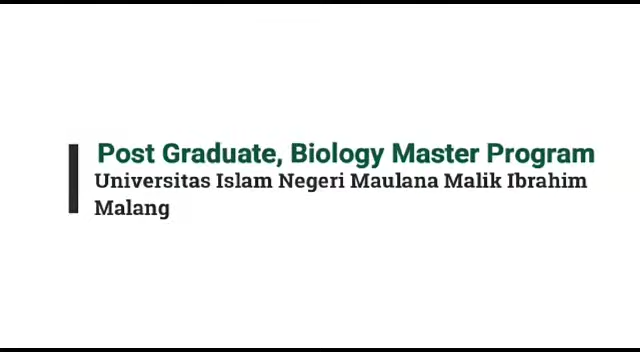 Post Graduate, Biology Master Program
Universitas Islam Negeri Maulana Malik Ibrahim
Malang